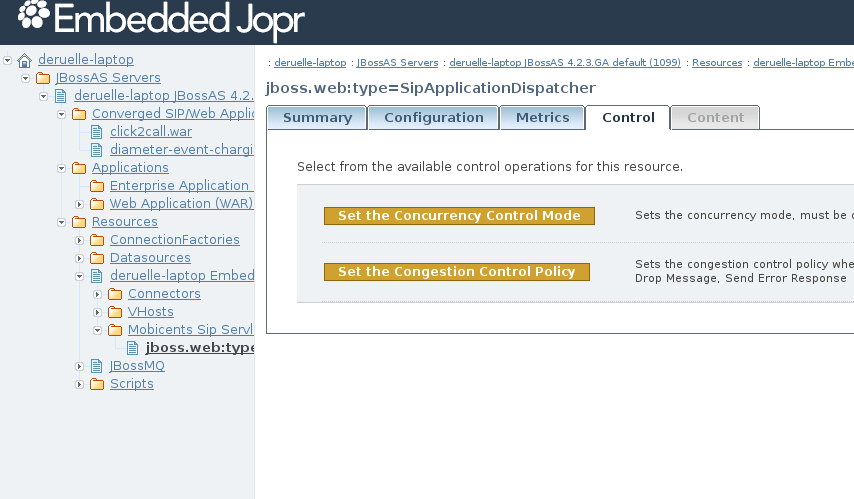 Embedded Jopr
deruelle-laptop
JBossAS Servers
deruelle-laptop JBossAS 4.2.
Converged SIP/Web Applic
click2call.war
diameter-event-chargi
Applications
Enterprise Application
Web Application (WAR)
Resources
ConnectionFactories
Datasources
deruelle-laptop Embed
Connectors
VHosts
Mobicents Sip Servl
jboss.web:type
JBossMQ
Scripts
: deruelle-laptop : JBossAS Servers : deruelle-laptop JBossAS 4.2.3.GA default (1099) : Resources : deruelle-laptop Embe
jboss.web:type=SipApplicationDispatcher
Summary Configuration Metrics Control Content
Select from the available control operations for this resource.
Set the Concurrency Control Mode
Sets the concurrency mode, must be
Set the Congestion Control Policy
Sets the congestion control policy whe
Drop Message, Send Error Response